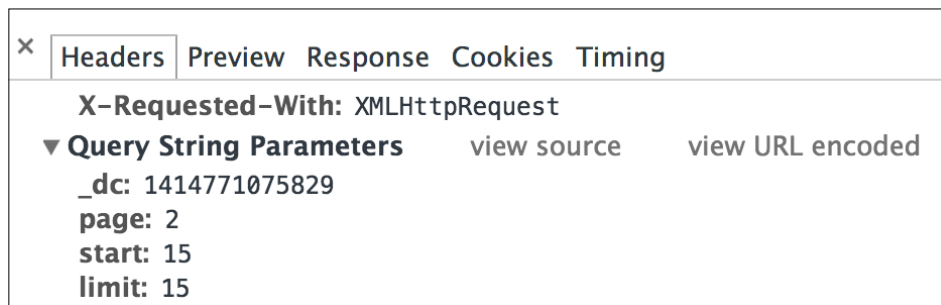 × Headers Preview Response Cookies Timing
X-Requested-With: XMLHttpRequest
▼ Query String Parameters view source view URL encoded
_dc: 1414771075829
page: 2
start: 15
limit: 15